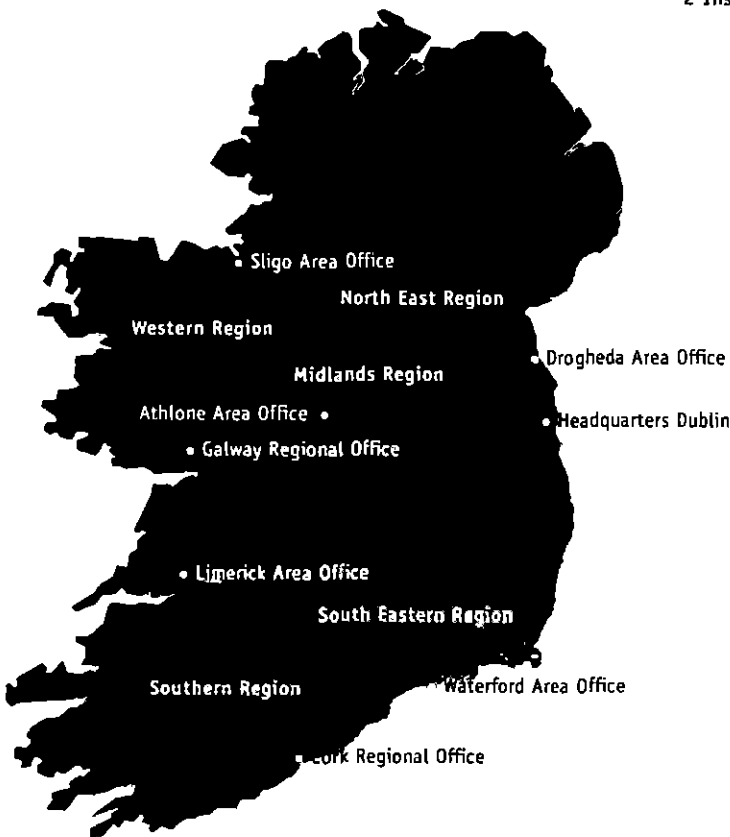 Sligo Area Office
North East Region
Western Region
Drogheda Area Office
Midlands Region
Athlone Area Office
Headquarters Dublin
Galway Regional Office
Limerick Area Office
South Eastern Region
Southern Region
Waterford Area Office
Cork Regional Office